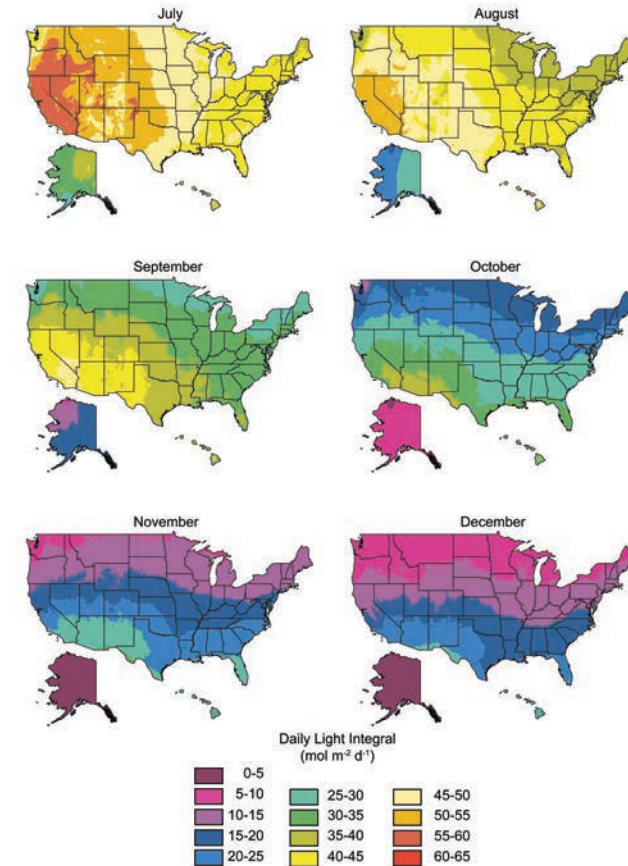 July
August
September
October
November
December
Daily Light Integral
(mol m⁻² d⁻¹)
0-5
5-10
10-15
15-20
20-25
25-30
30-35
35-40
40-45
45-50
50-55
55-60
60-65